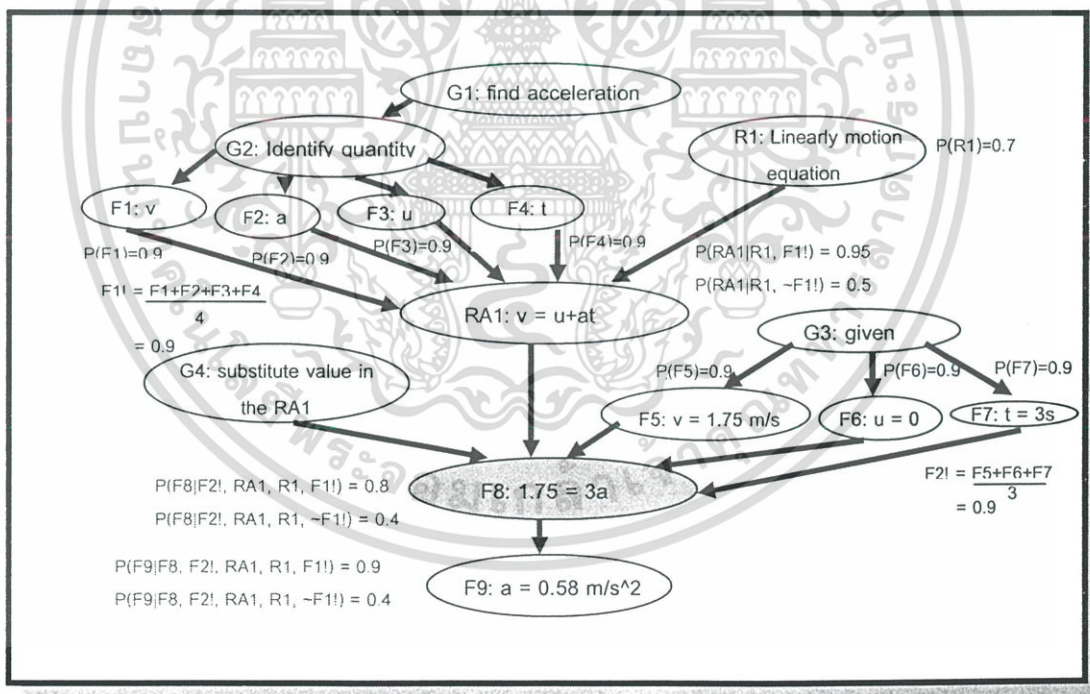 G1: find acceleration
G2: Identify quantity
R1: Linearly motion
equation
P(R1)=0.7
F1: v
F2: a
F3: u
F4: t
P(F1)=0.9
P(F2)=0.9
P(F3)=0.9
P(F4)=0.9
P(RA1|R1, F1!) = 0.95
P(RA1|R1, ~F1!) = 0.5
F1! = F1+F2+F3+F4
4
= 0.9
RA1: v = u+at
G3: given
G4: substitute value in
the RA1
P(F5)=0.9
P(F6)=0.9
P(F7)=0.9
F5: v = 1.75 m/s
F6: u = 0
F7: t = 3s
F2! = F5+F6+F7
3
= 0.9
P(F8|F2!, RA1, R1, F1!) = 0.8
P(F8|F2!, RA1, R1, ~F1!) = 0.4
F8: 1.75 = 3a
P(F9|F8, F2!, RA1, R1, F1!) = 0.9
P(F9|F8, F2!, RA1, R1, ~F1!) = 0.4
F9: a = 0.58 m/s^2